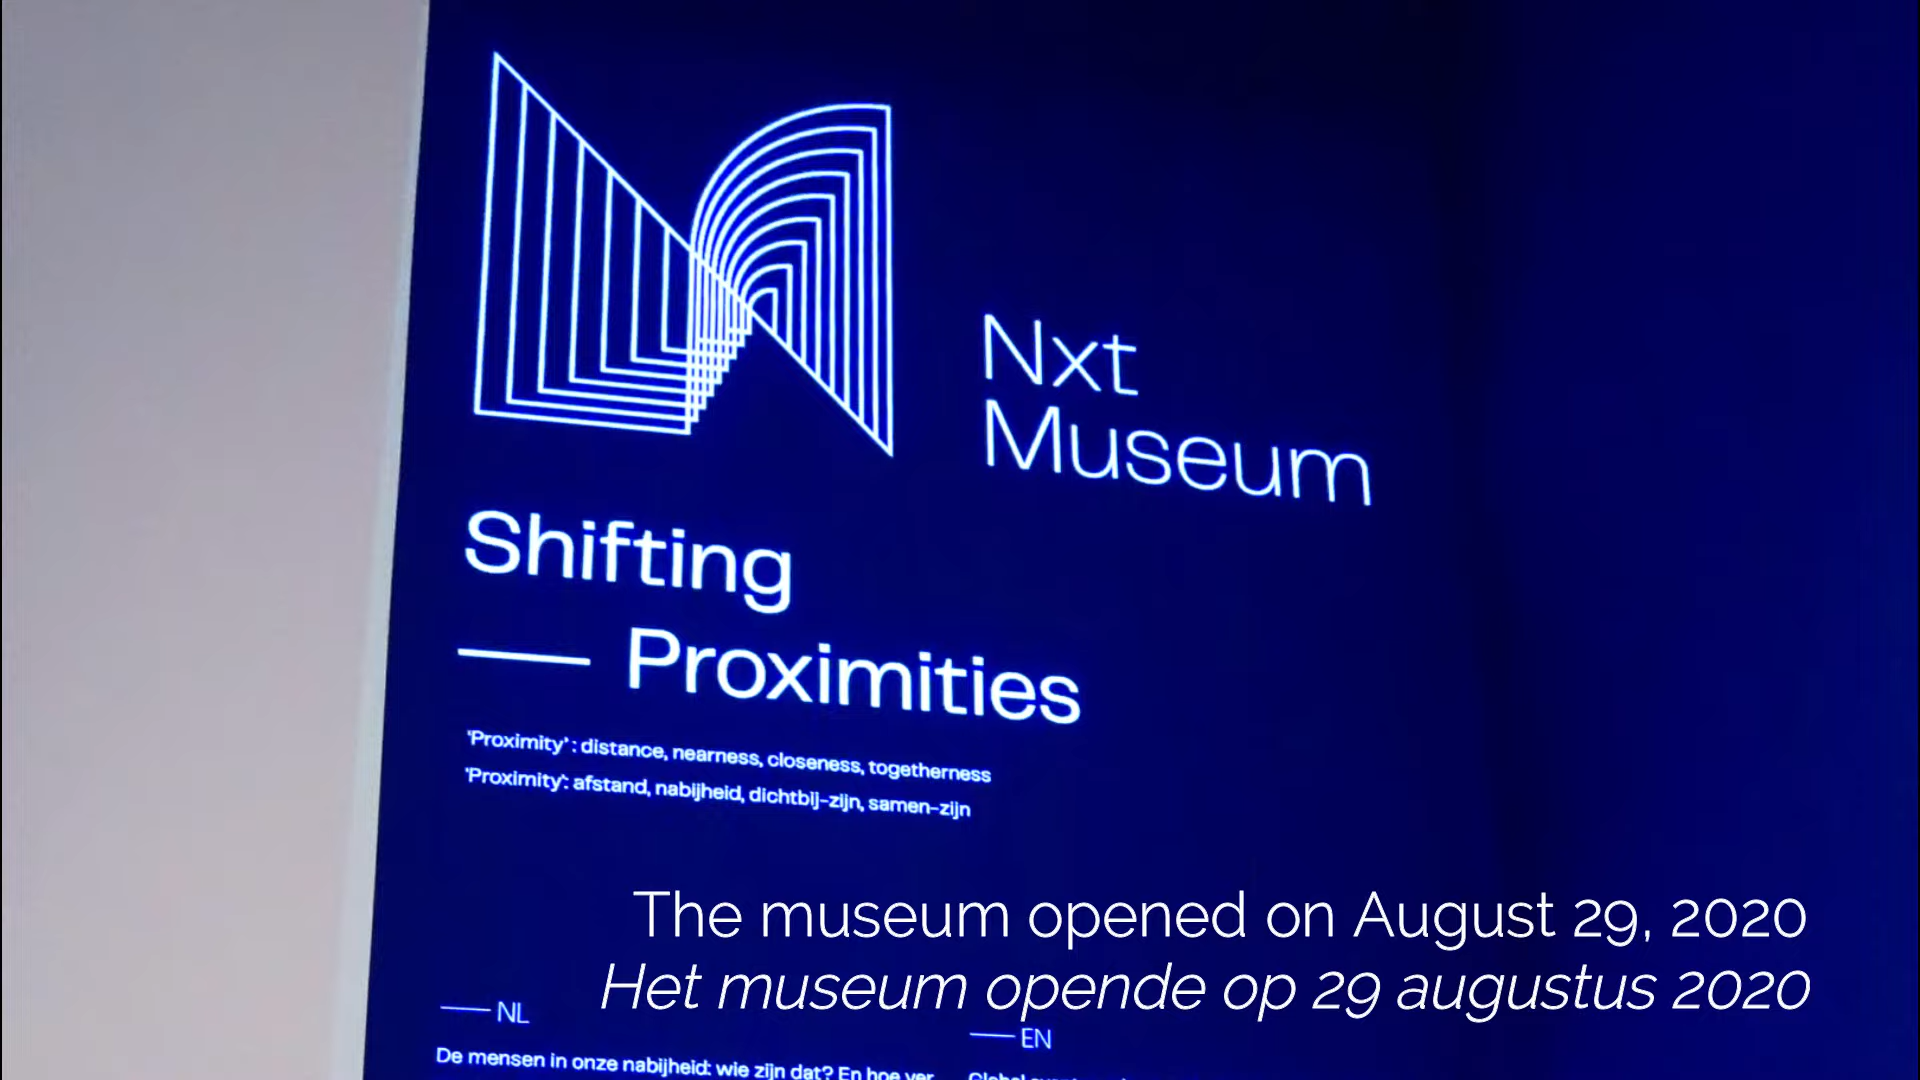 Nxt
Museum
Shifting
— Proximities
'Proximity' : distance, nearness, closeness, togetherness
'Proximity': afstand, nabijheid, dichtbij-zijn, samen-zijn
The museum opened on August 29, 2020
Het museum opende op 29 augustus 2020
— NL
De mensen in onze nabijheid: wie zijn dat? En hoe ver
— EN
Global